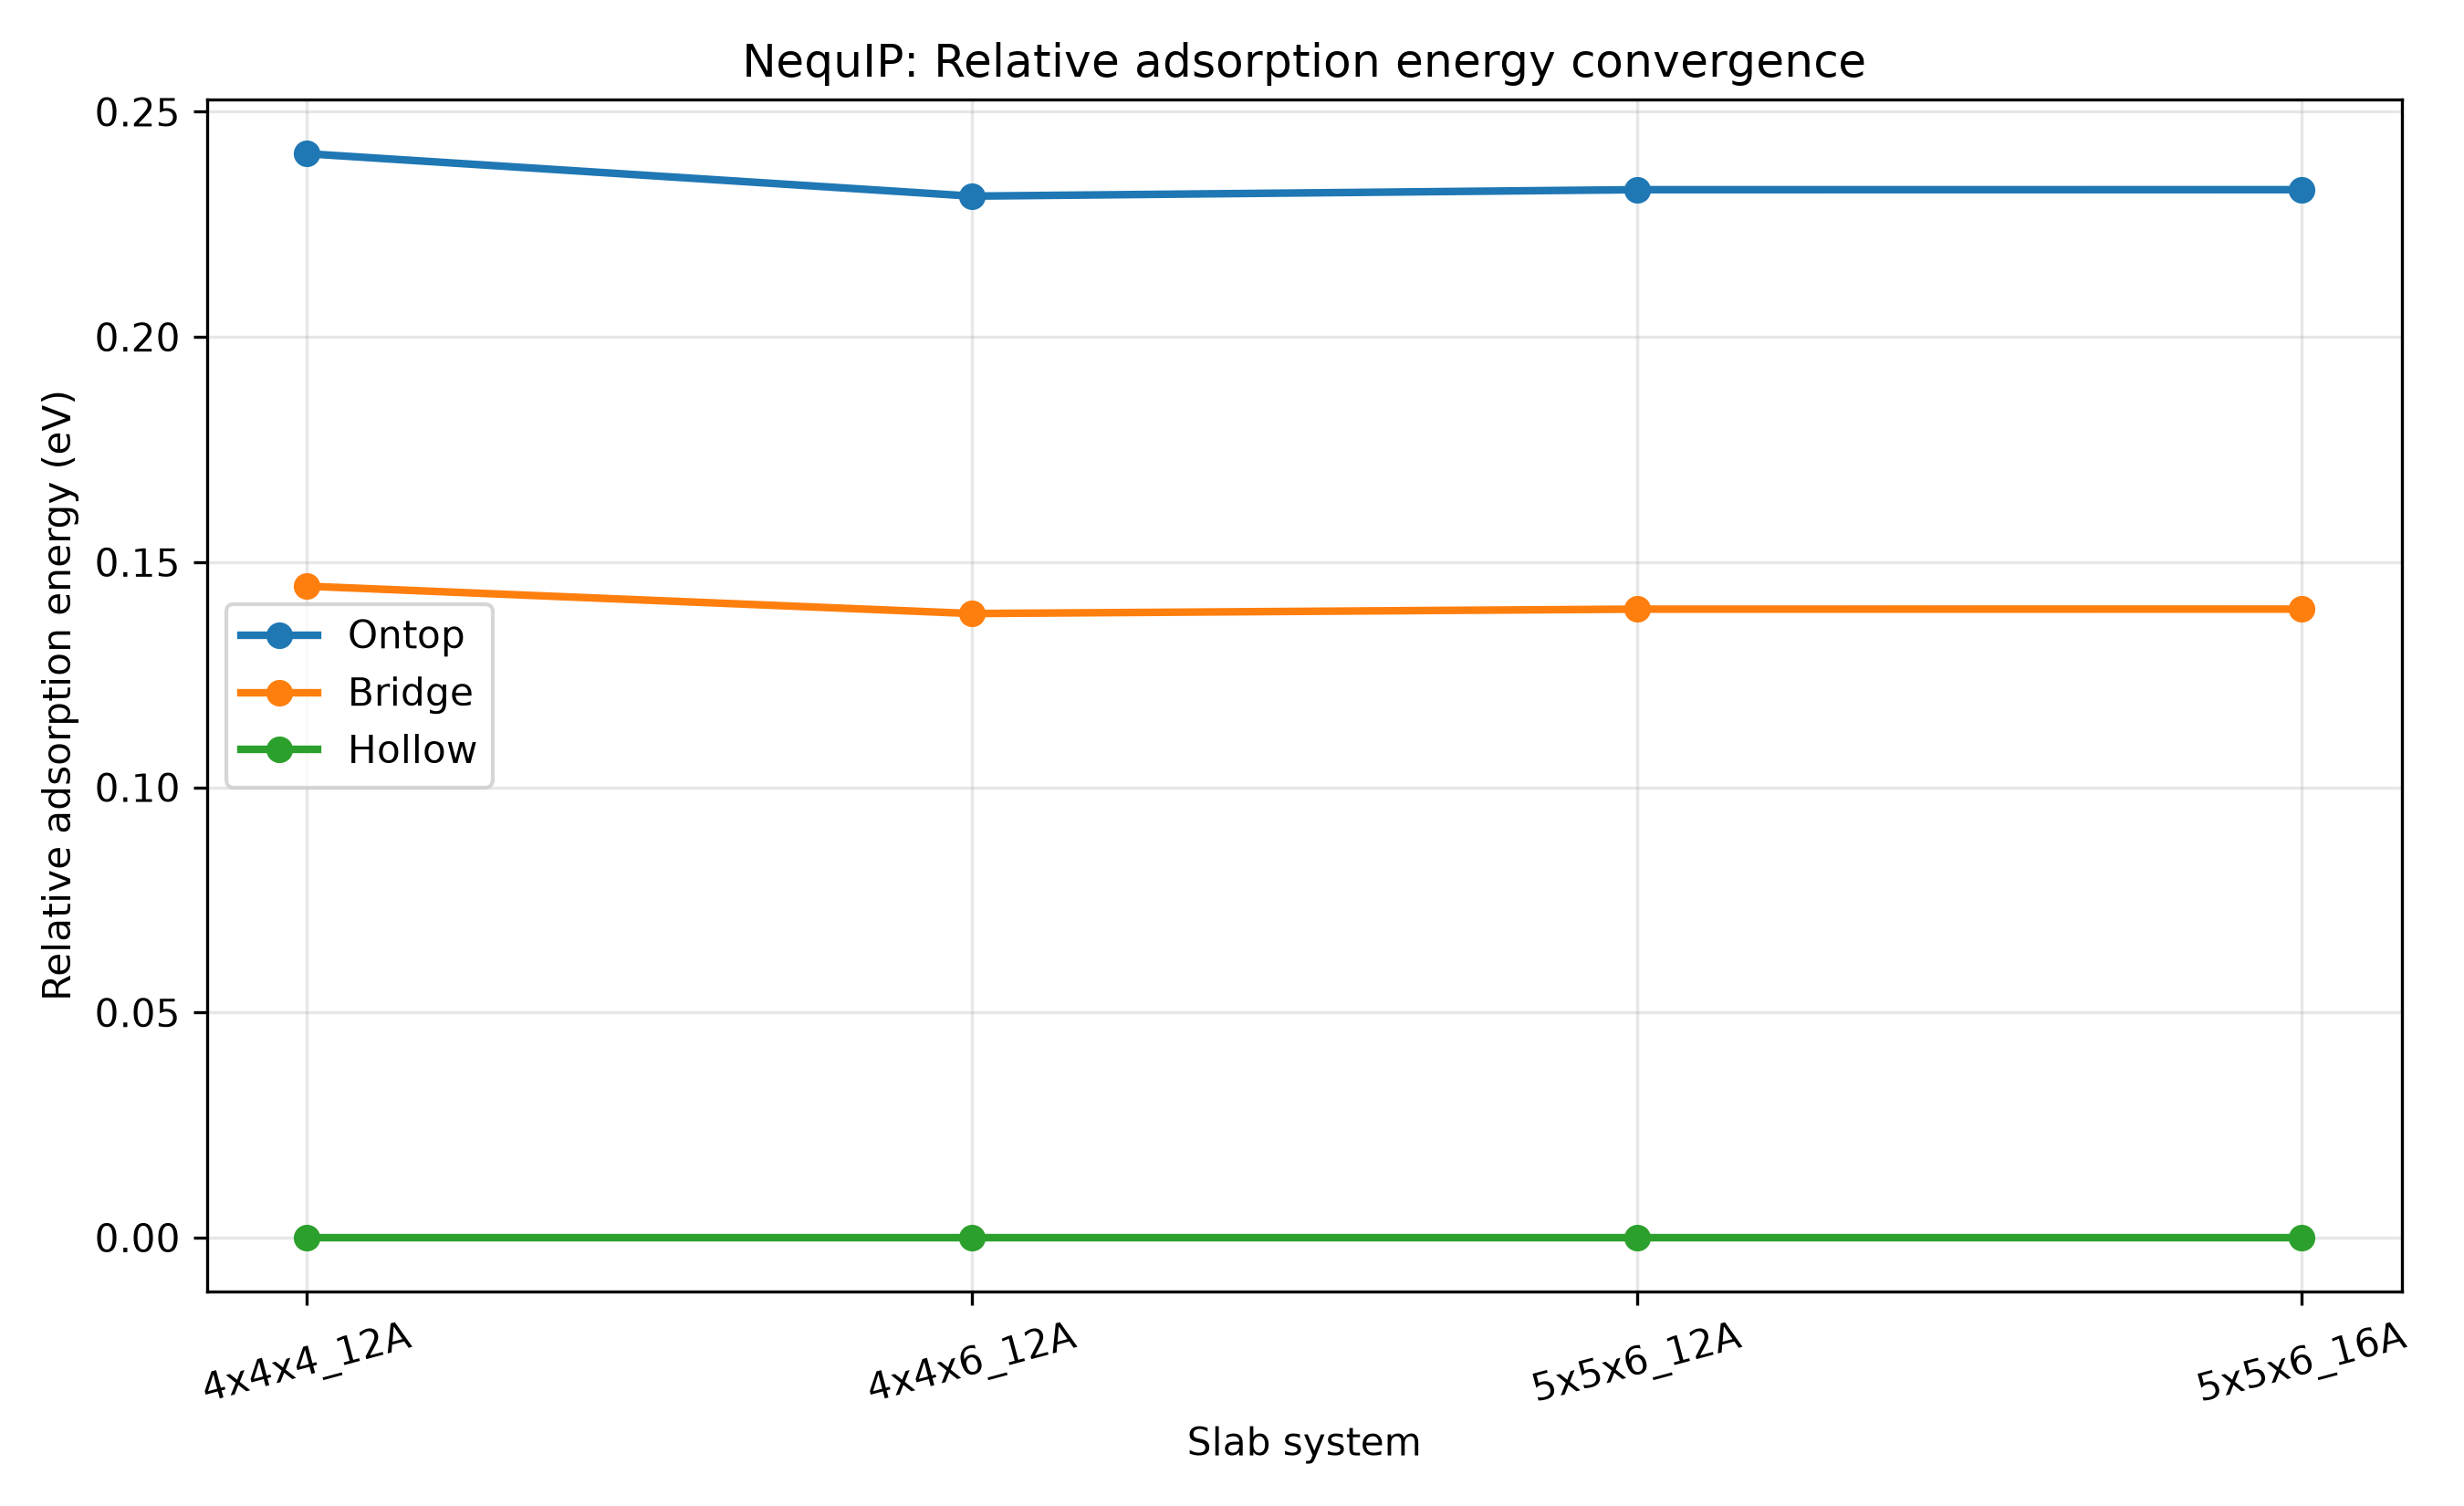 NequIP: Relative adsorption energy convergence
Relative adsorption energy (eV)
0.25
0.20
0.15
0.10
0.05
0.00
Ontop
Bridge
Hollow
4x4x4_12A
4x4x6_12A
5x5x6_12A
5x5x6_16A
Slab system